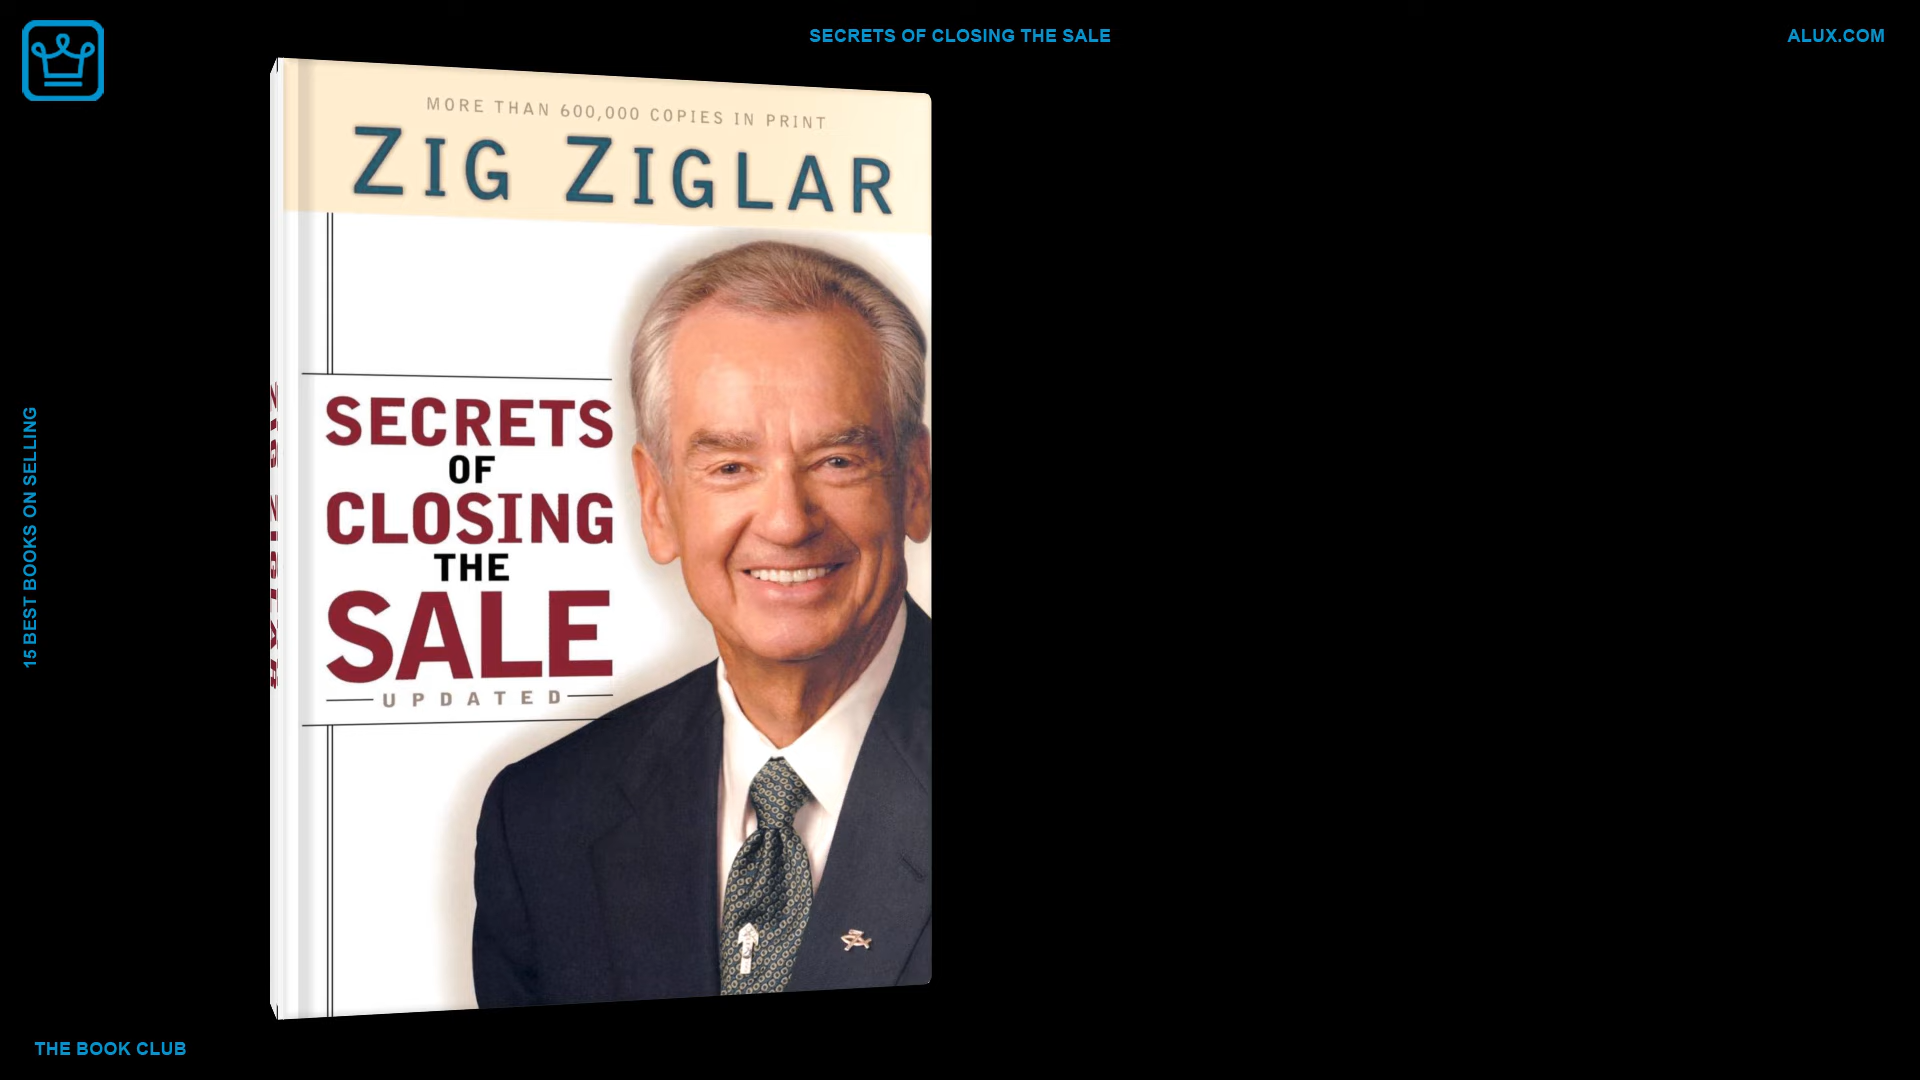 SECRETS OF CLOSING THE SALE
ALUX.COM
MORE THAN 600,000 COPIES IN PRINT
ZIG ZIGLAR
SECRETS
OF
CLOSING
THE
SALE
UPDATED
ZIG ZIGLAR
15 BEST BOOKS ON SELLING
THE BOOK CLUB